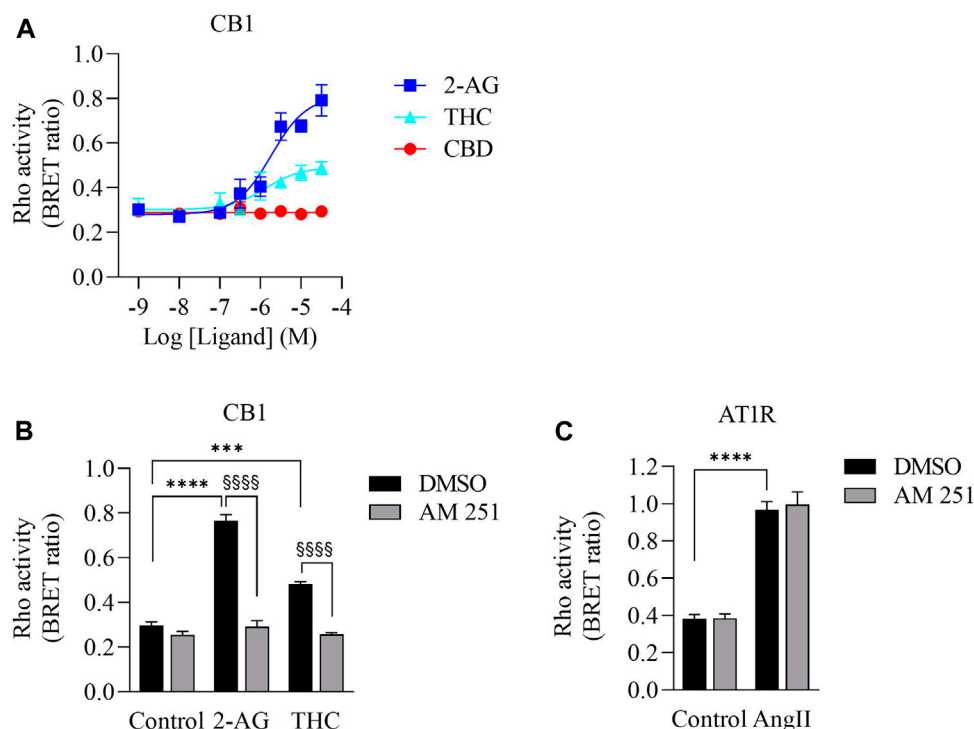 A
CB1
Rho activity
(BRET ratio)
1.0
0.8
0.6
0.4
0.2
0.0
-9 -8 -7 -6 -5 -4
Log [Ligand] (M)
2-AG
THC
CBD
B
CB1
Rho activity
(BRET ratio)
1.0
0.8
0.6
0.4
0.2
0.0
***
**** §§§§
§§§§
Control 2-AG THC
DMSO
AM 251
C
AT1R
Rho activity
(BRET ratio)
1.2
1.0
0.8
0.6
0.4
0.2
0.0
****
Control AngII
DMSO
AM 251